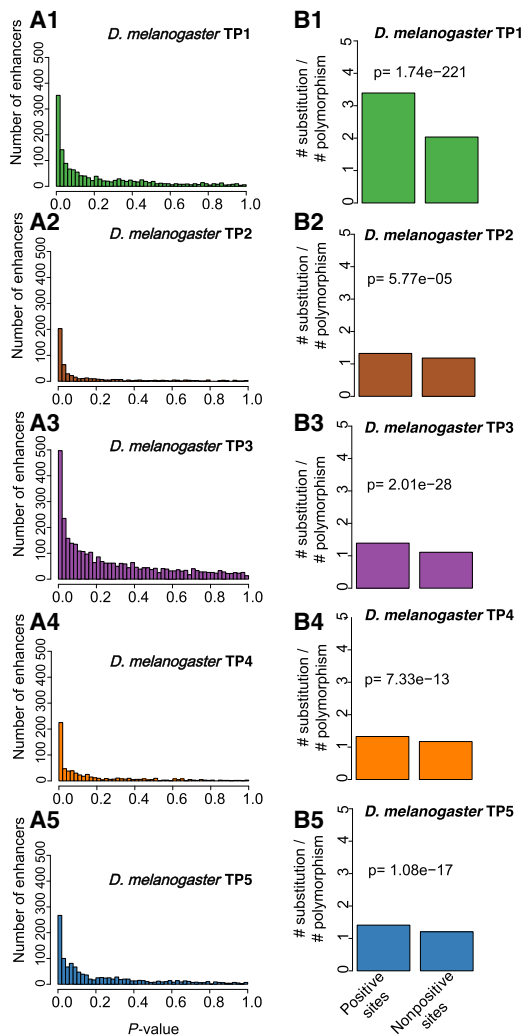 A1
D. melanogaster TP1
Number of enhancers
0 100 200 300 400 500
0.0 0.2 0.4 0.6 0.8 1.0
B1
D. melanogaster TP1
# substitution /
# polymorphism
0 1 2 3 4 5
p= 1.74e−221
A2
D. melanogaster TP2
Number of enhancers
0 100 200 300 400 500
0.0 0.2 0.4 0.6 0.8 1.0
B2
D. melanogaster TP2
# substitution /
# polymorphism
0 1 2 3 4 5
p= 5.77e−05
A3
D. melanogaster TP3
Number of enhancers
0 100 200 300 400 500
0.0 0.2 0.4 0.6 0.8 1.0
B3
D. melanogaster TP3
# substitution /
# polymorphism
0 1 2 3 4 5
p= 2.01e−28
A4
D. melanogaster TP4
Number of enhancers
0 100 200 300 400 500
0.0 0.2 0.4 0.6 0.8 1.0
B4
D. melanogaster TP4
# substitution /
# polymorphism
0 1 2 3 4 5
p= 7.33e−13
A5
D. melanogaster TP5
Number of enhancers
0 100 200 300 400 500
0.0 0.2 0.4 0.6 0.8 1.0
P-value
B5
D. melanogaster TP5
# substitution /
# polymorphism
0 1 2 3 4 5
p= 1.08e−17
Positive
sites
Nonpositive
sites